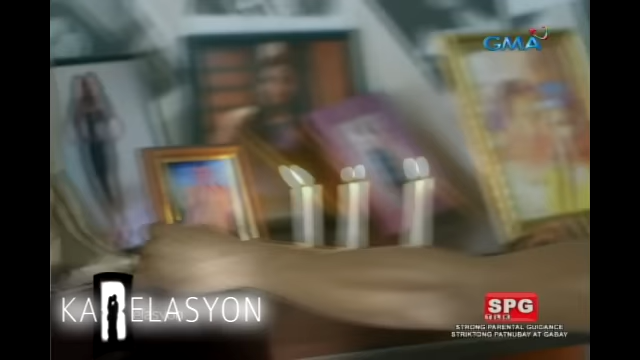 GMA
KARELASYON
SPG
STRONG PARENTAL GUIDANCE
STRIKTONG PATNUBAY AT GABAY